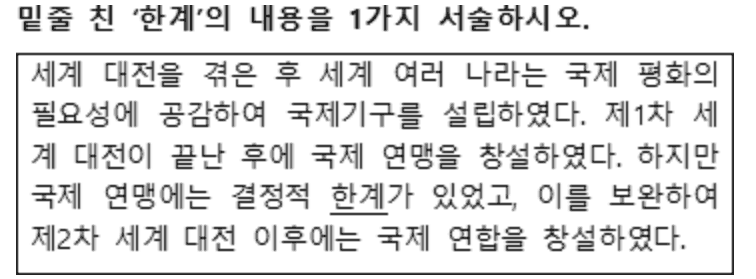 밑줄 친 ‘한계’의 내용을 1가지 서술하시오.
세계 대전을 겪은 후 세계 여러 나라는 국제 평화의
필요성에 공감하여 국제기구를 설립하였다. 제1차 세
계 대전이 끝난 후에 국제 연맹을 창설하였다. 하지만
국제 연맹에는 결정적 한계가 있었고, 이를 보완하여
제2차 세계 대전 이후에는 국제 연합을 창설하였다.